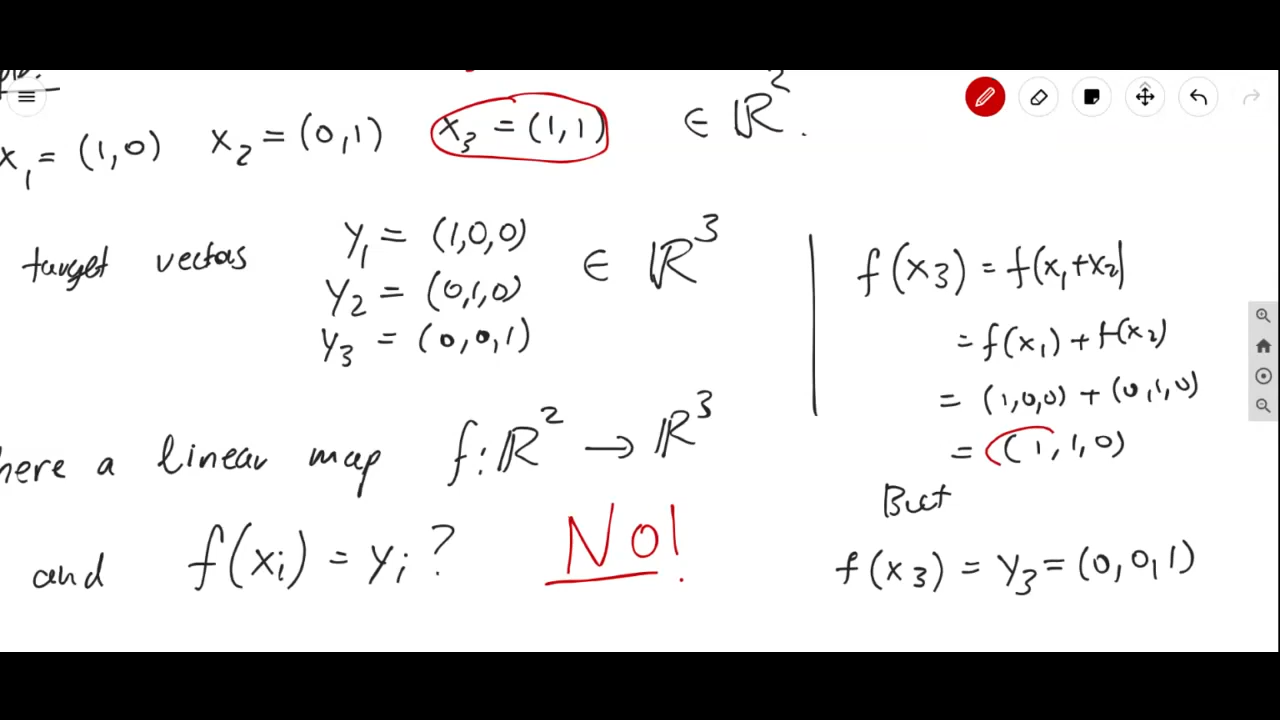 x₁ = (1,0) x₂ = (0,1) x₃ = (1,1) ∈ ℝ².
target vectors
y₁ = (1,0,0)
y₂ = (0,1,0) ∈ ℝ³
y₃ = (0,0,1)
a linear map f: ℝ² → ℝ³
and f(xᵢ) = yᵢ? No!
f(x₃) = f(x₁+x₂)
= f(x₁) + f(x₂)
= (1,0,0) + (0,1,0)
= (1,1,0)
But
f(x₃) = y₃ = (0,0,1)